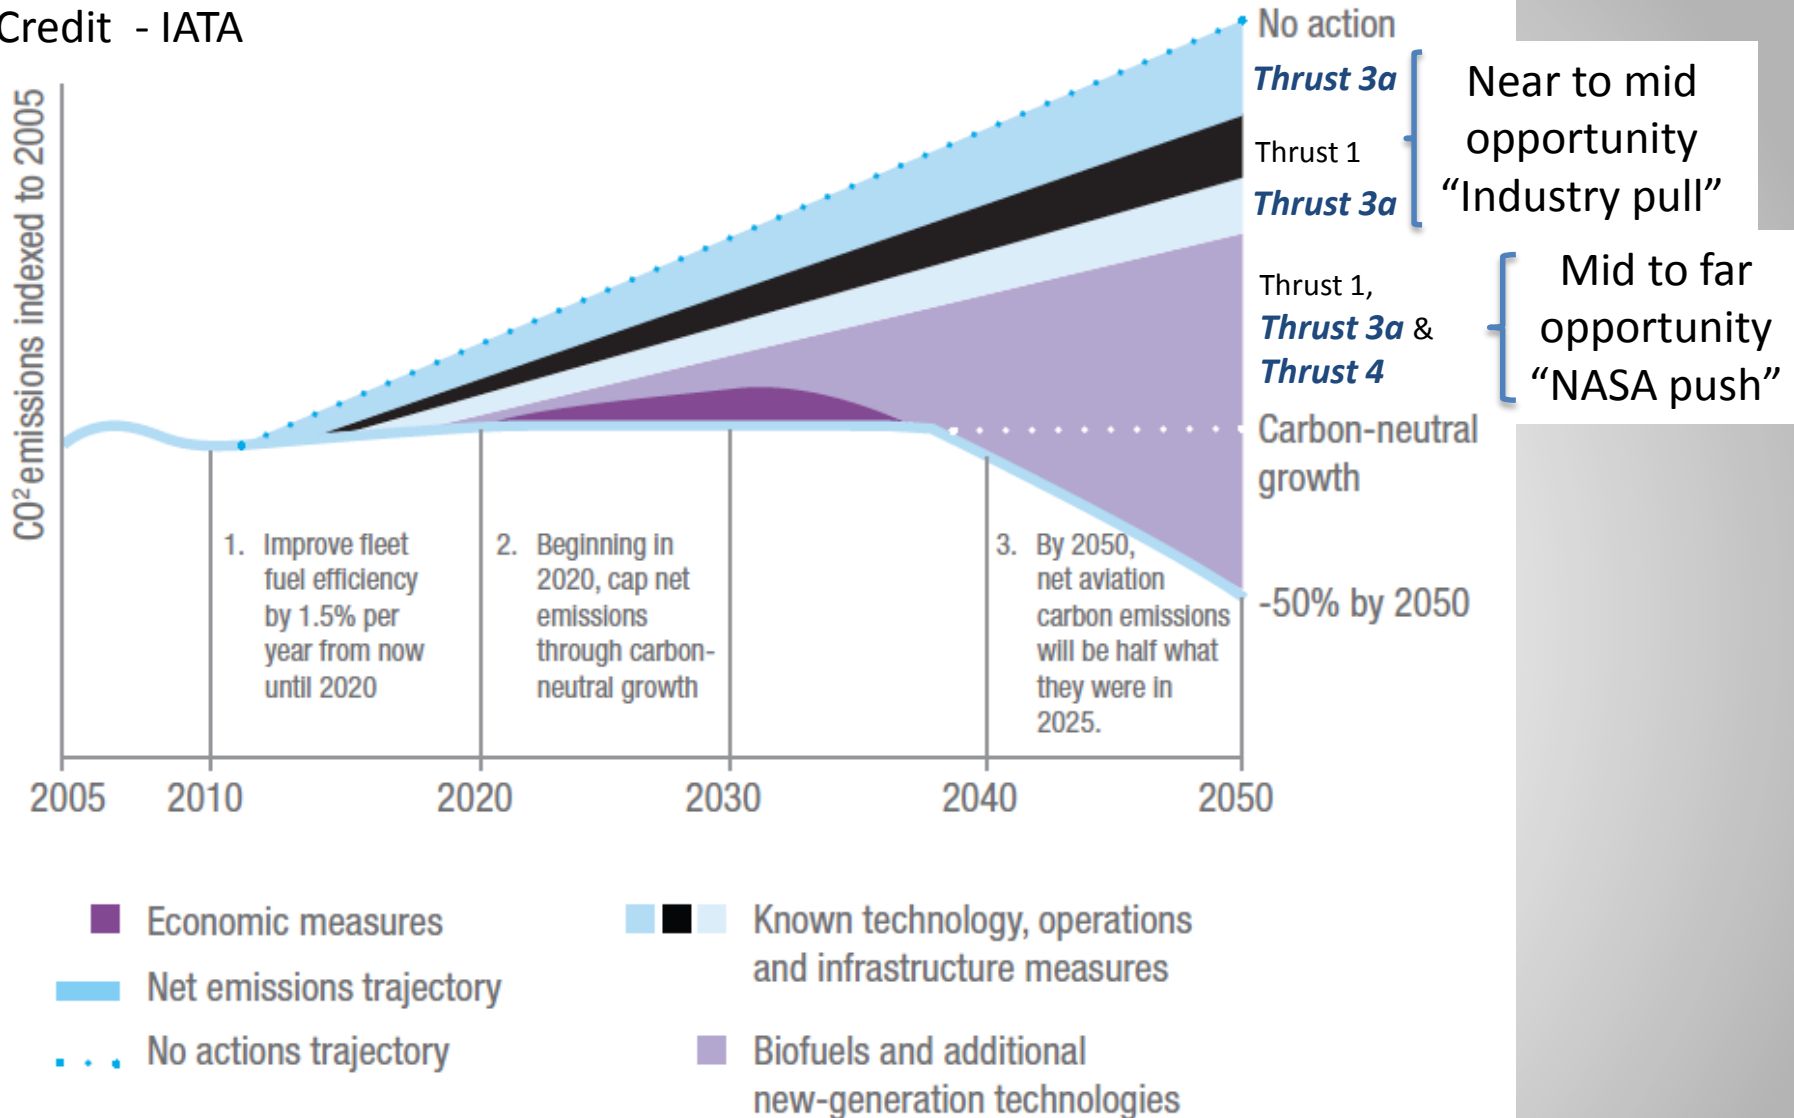 Credit - IATA
CO² emissions indexed to 2005
No action
Thrust 3a
Thrust 1
Thrust 3a
Near to mid
opportunity
“Industry pull”
Thrust 1,
Thrust 3a &
Thrust 4
Mid to far
opportunity
“NASA push”
Carbon-neutral
growth
-50% by 2050
1. Improve fleet
fuel efficiency
by 1.5% per
year from now
until 2020
2. Beginning in
2020, cap net
emissions
through carbon-
neutral growth
3. By 2050,
net aviation
carbon emissions
will be half what
they were in
2025.
2005 2010 2020 2030 2040 2050
Economic measures
Net emissions trajectory
No actions trajectory
Known technology, operations
and infrastructure measures
Biofuels and additional
new-generation technologies